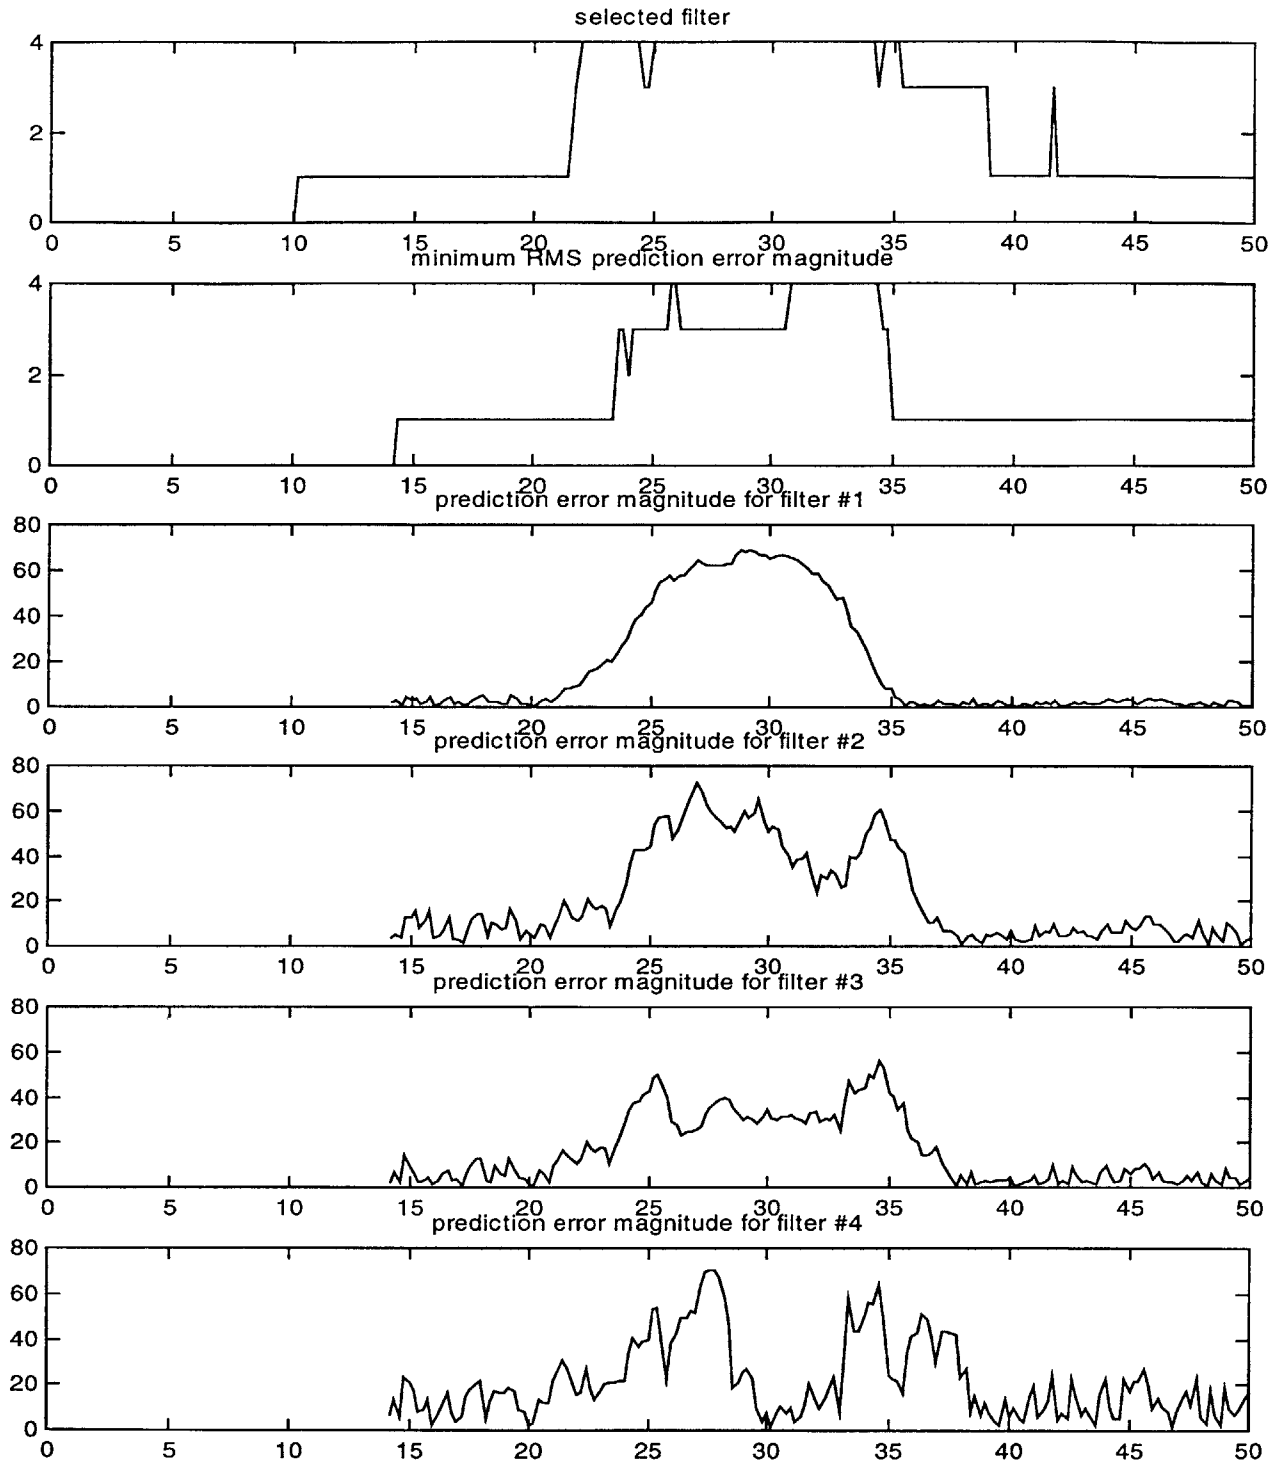 selected filter
4
2
0
0 5 10 15 20 25 30 35 40 45 50
minimum RMS prediction error magnitude
4
2
0
0 5 10 15 20 25 30 35 40 45 50
prediction error magnitude for filter #1
80
60
40
20
0
0 5 10 15 20 25 30 35 40 45 50
prediction error magnitude for filter #2
80
60
40
20
0
0 5 10 15 20 25 30 35 40 45 50
prediction error magnitude for filter #3
80
60
40
20
0
0 5 10 15 20 25 30 35 40 45 50
prediction error magnitude for filter #4
80
60
40
20
0
0 5 10 15 20 25 30 35 40 45 50